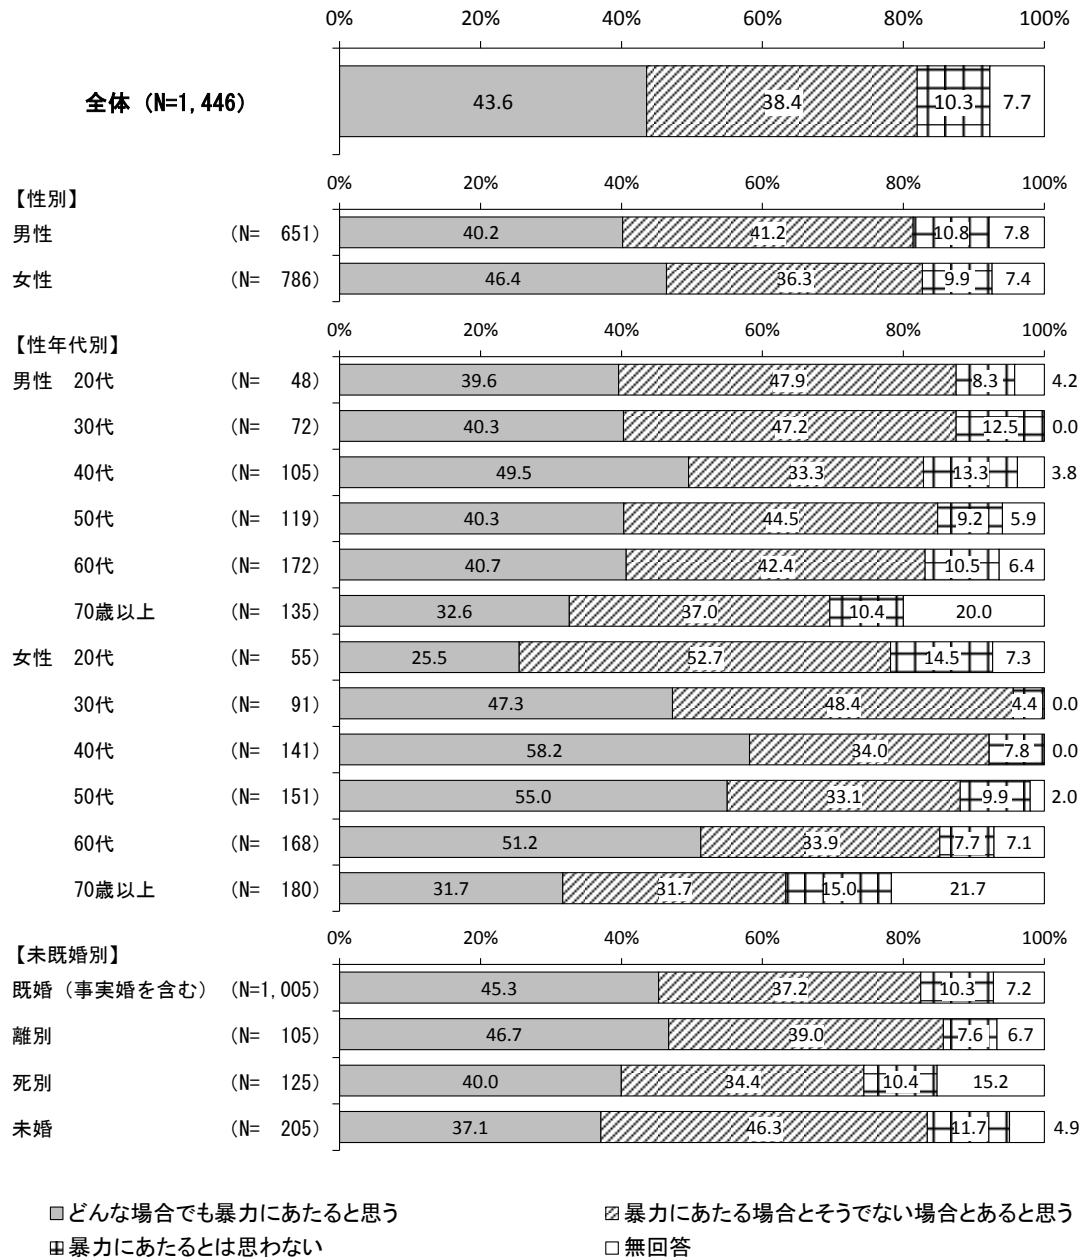 0% 20% 40% 60% 80% 100%
全体 (N=1,446) 43.6 38.4 10.3 7.7
0% 20% 40% 60% 80% 100%
【性別】
男性 (N= 651) 40.2 41.2 10.8 7.8
女性 (N= 786) 46.4 36.3 9.9 7.4
0% 20% 40% 60% 80% 100%
【性年代別】
男性 20代 (N= 48) 39.6 47.9 8.3 4.2
30代 (N= 72) 40.3 47.2 12.5 0.0
40代 (N= 105) 49.5 33.3 13.3 3.8
50代 (N= 119) 40.3 44.5 9.2 5.9
60代 (N= 172) 40.7 42.4 10.5 6.4
70歳以上 (N= 135) 32.6 37.0 10.4 20.0
女性 20代 (N= 55) 25.5 52.7 14.5 7.3
30代 (N= 91) 47.3 48.4 4.4 0.0
40代 (N= 141) 58.2 34.0 7.8 0.0
50代 (N= 151) 55.0 33.1 9.9 2.0
60代 (N= 168) 51.2 33.9 7.7 7.1
70歳以上 (N= 180) 31.7 31.7 15.0 21.7
0% 20% 40% 60% 80% 100%
【未既婚別】
既婚（事実婚を含む） (N=1,005) 45.3 37.2 10.3 7.2
離別 (N= 105) 46.7 39.0 7.6 6.7
死別 (N= 125) 40.0 34.4 10.4 15.2
未婚 (N= 205) 37.1 46.3 11.7 4.9
どんな場合でも暴力にあたると思う 暴力にあたる場合とそうでない場合とあると思う
暴力にあたるとは思わない 無回答